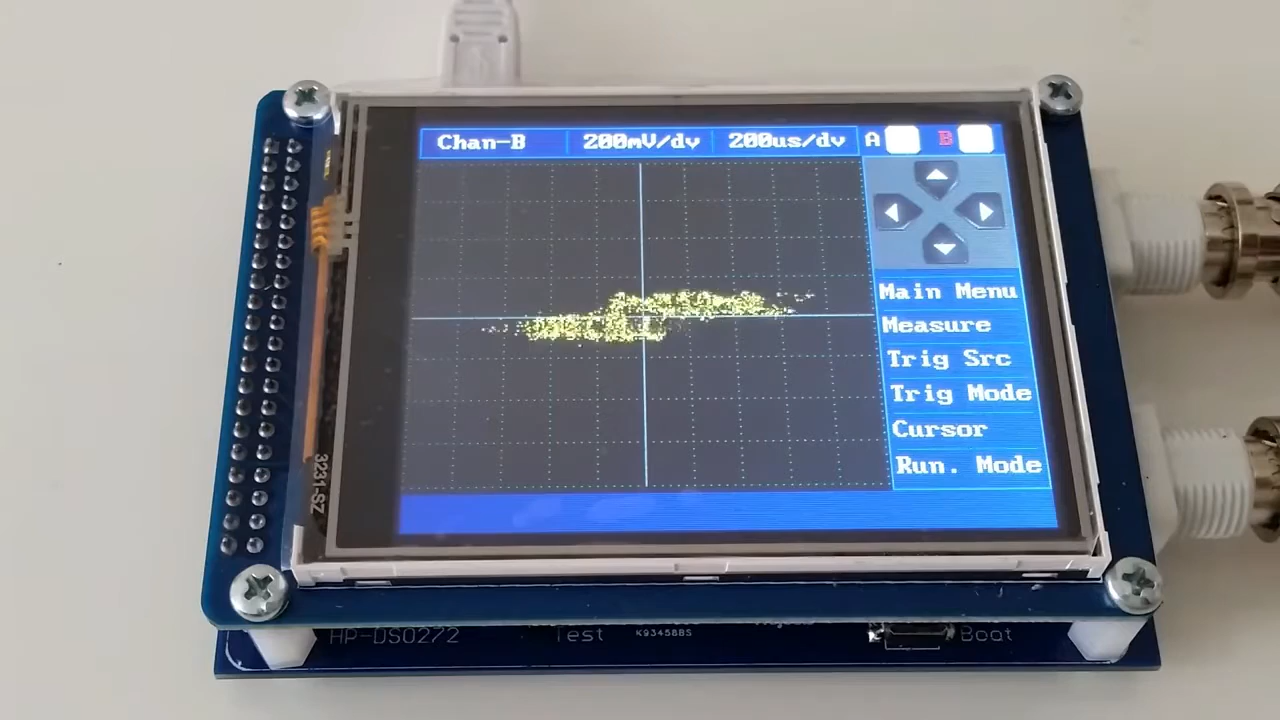 Chan-B 200mV/dv 200us/dv A B
Main Menu
Measure
Trig Src
Trig Mode
Cursor
Run. Mode
3231-SZ
HP-DSO272 Test K93458BS Boat